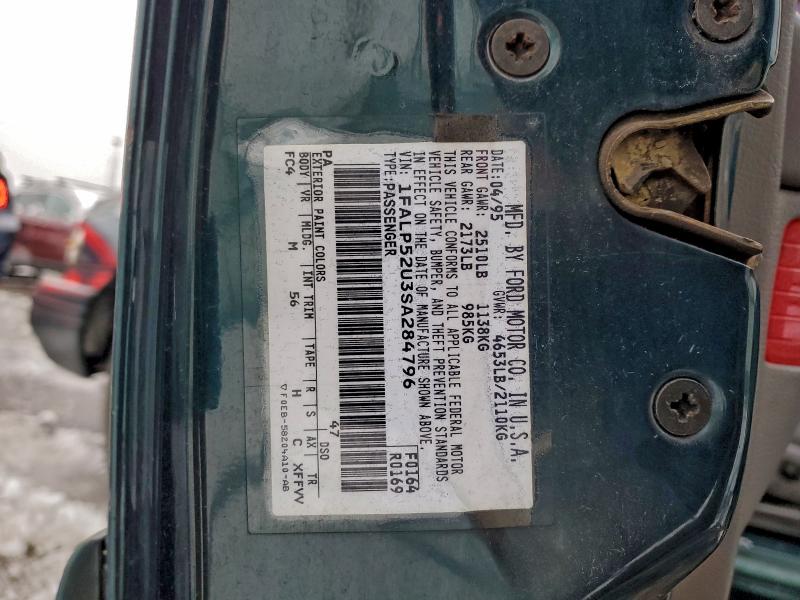 MFD. BY FORD MOTOR CO. IN U.S.A.
DATE: 04/95 GVWR: 4653LB/2110KG
FRONT GAWR: 2510LB 1138KG
REAR GAWR: 2173LB 985KG
THIS VEHICLE CONFORMS TO ALL APPLICABLE FEDERAL MOTOR
VEHICLE SAFETY, BUMPER, AND THEFT PREVENTION STANDARDS
IN EFFECT ON THE DATE OF MANUFACTURE SHOWN ABOVE.
VIN: 1FALP52U3SA284796
TYPE: PASSENGER
F0164
R0169
EXTERIOR PAINT COLORS DSO
PA 47
BODY VR MLDG. INT TRIM TAPE R S AX TR
FC4 M 56 H C XFFVV
▽F0EB-58204A10-AB